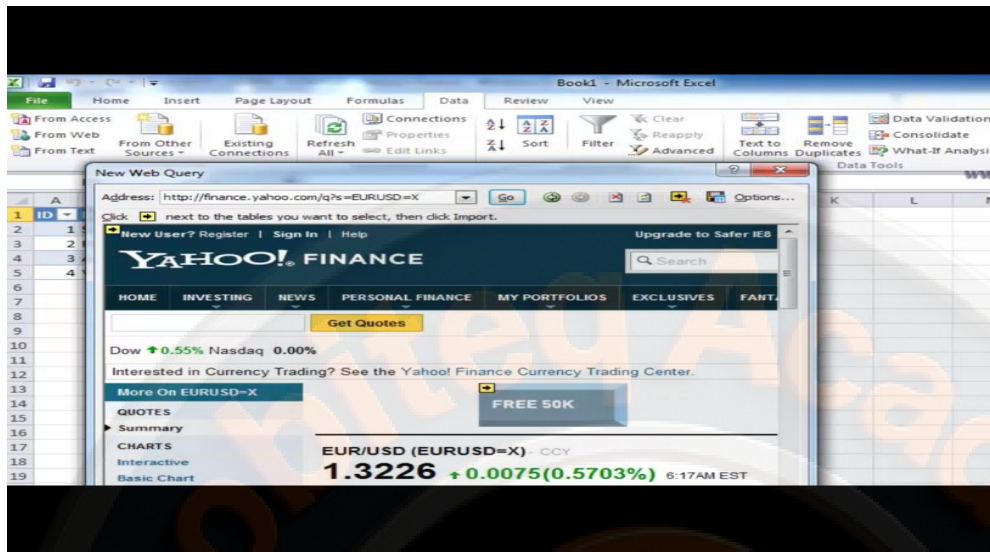 Book1 - Microsoft Excel
File Home Insert Page Layout Formulas Data Review View
From Access
From Web
From Text
From Other Sources
Existing Connections
Refresh All
Connections
Properties
Edit Links
Sort
Filter
Clear
Reapply
Advanced
Text to Columns
Remove Duplicates
Data Validation
Consolidate
What-If Analysi
Data Tools
New Web Query
Address: http://finance.yahoo.com/q?s=EURUSD=X Go Options...
Click next to the tables you want to select, then click Import.
A K L
1 ID
2 1
3 2
4 3
5 4
6
7
8
9
10
11
12
13
14
15
16
17
18
19
New User? Register | Sign In | Help Upgrade to Safer IE8
YAHOO! FINANCE Search
HOME INVESTING NEWS PERSONAL FINANCE MY PORTFOLIOS EXCLUSIVES FANTA
Get Quotes
Dow 0.55% Nasdaq 0.00%
Interested in Currency Trading? See the Yahoo! Finance Currency Trading Center.
More On EURUSD=X
QUOTES
Summary
CHARTS
Interactive
Basic Chart
FREE 50K
EUR/USD (EURUSD=X) - CCY
1.3226 0.0075(0.5703%) 6:17AM EST